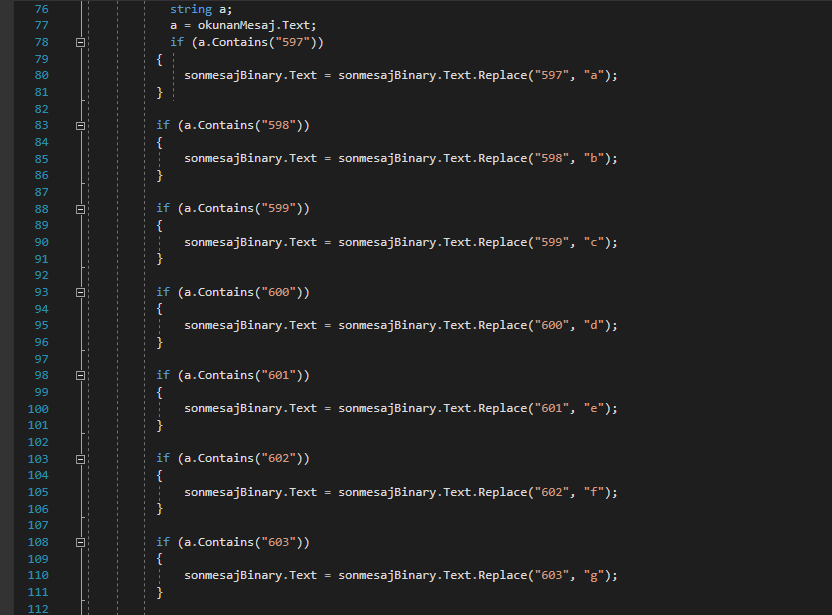 76 string a;
77 a = okunanMesaj.Text;
78 if (a.Contains("597"))
79 {
80 sonmesajBinary.Text = sonmesajBinary.Text.Replace("597", "a");
81 }
82
83 if (a.Contains("598"))
84 {
85 sonmesajBinary.Text = sonmesajBinary.Text.Replace("598", "b");
86 }
87
88 if (a.Contains("599"))
89 {
90 sonmesajBinary.Text = sonmesajBinary.Text.Replace("599", "c");
91 }
92
93 if (a.Contains("600"))
94 {
95 sonmesajBinary.Text = sonmesajBinary.Text.Replace("600", "d");
96 }
97
98 if (a.Contains("601"))
99 {
100 sonmesajBinary.Text = sonmesajBinary.Text.Replace("601", "e");
101 }
102
103 if (a.Contains("602"))
104 {
105 sonmesajBinary.Text = sonmesajBinary.Text.Replace("602", "f");
106 }
107
108 if (a.Contains("603"))
109 {
110 sonmesajBinary.Text = sonmesajBinary.Text.Replace("603", "g");
111 }
112